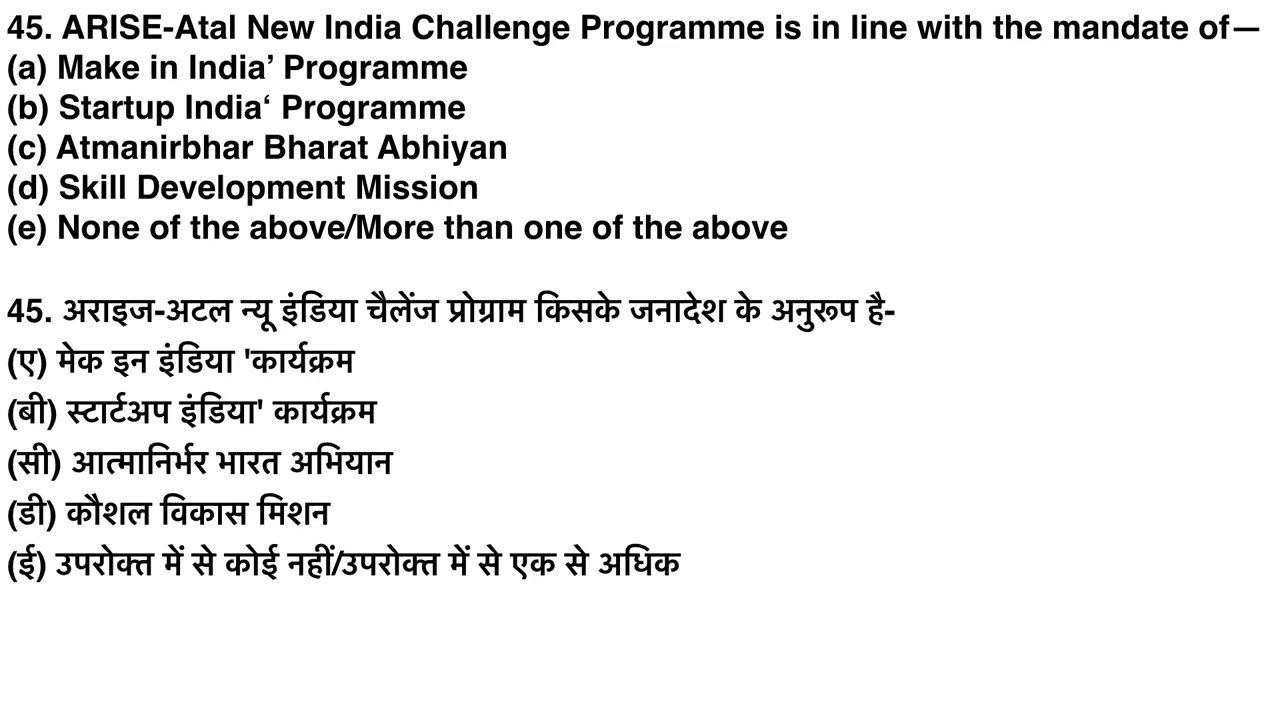 45. ARISE-Atal New India Challenge Programme is in line with the mandate of—
(a) Make in India’ Programme
(b) Startup India‘ Programme
(c) Atmanirbhar Bharat Abhiyan
(d) Skill Development Mission
(e) None of the above/More than one of the above
45. अराइज-अटल न्यू इंडिया चैलेंज प्रोग्राम किसके जनादेश के अनुरूप है-
(ए) मेक इन इंडिया 'कार्यक्रम
(बी) स्टार्टअप इंडिया' कार्यक्रम
(सी) आत्मानिर्भर भारत अभियान
(डी) कौशल विकास मिशन
(ई) उपरोक्त में से कोई नहीं/उपरोक्त में से एक से अधिक